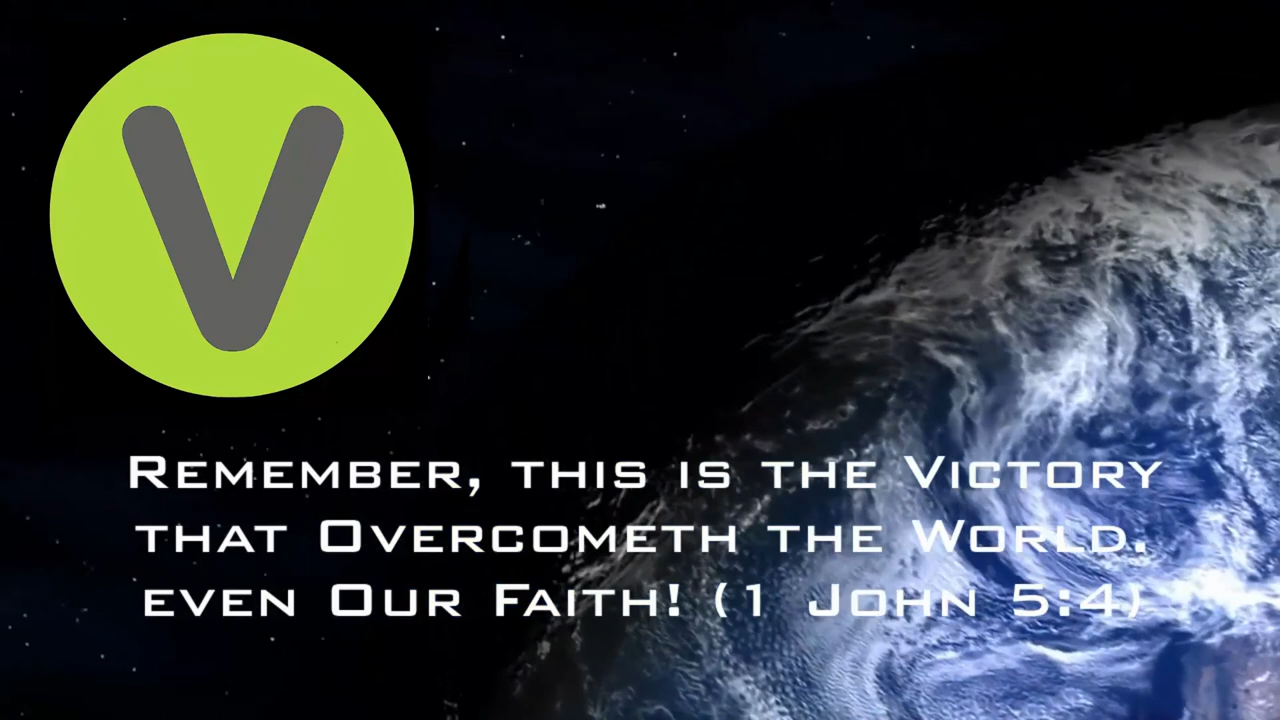 V
Remember, this is the Victory
that Overcometh the World.
even Our Faith! (1 John 5:4)